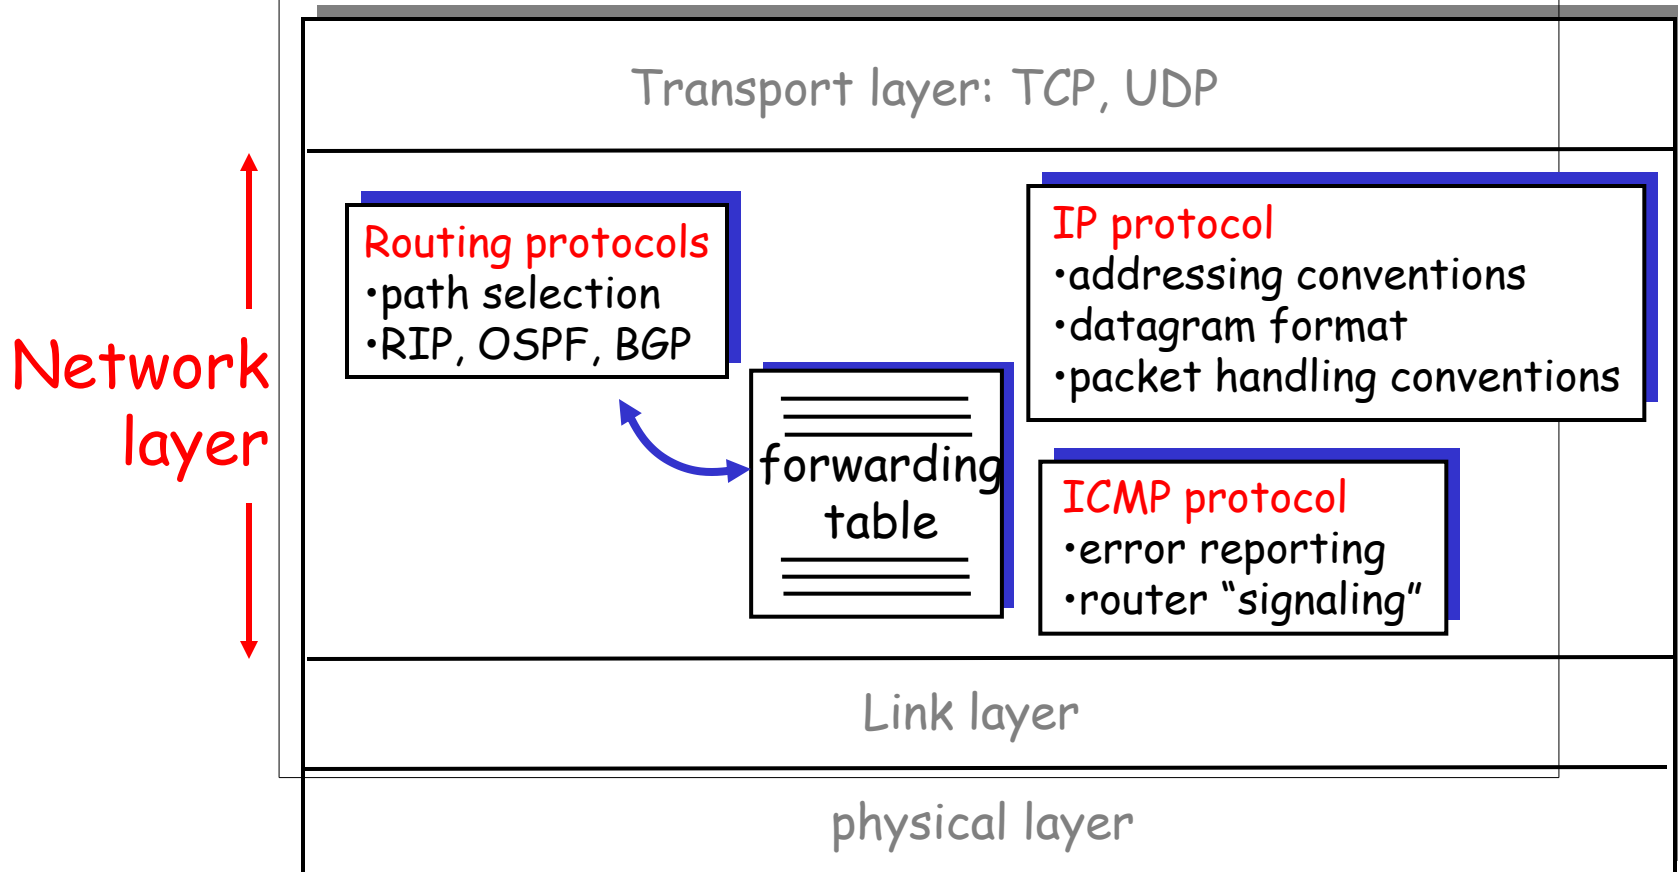 Transport layer: TCP, UDP
Network
layer
Routing protocols
•path selection
•RIP, OSPF, BGP
forwarding
table
IP protocol
•addressing conventions
•datagram format
•packet handling conventions
ICMP protocol
•error reporting
•router “signaling”
Link layer
physical layer